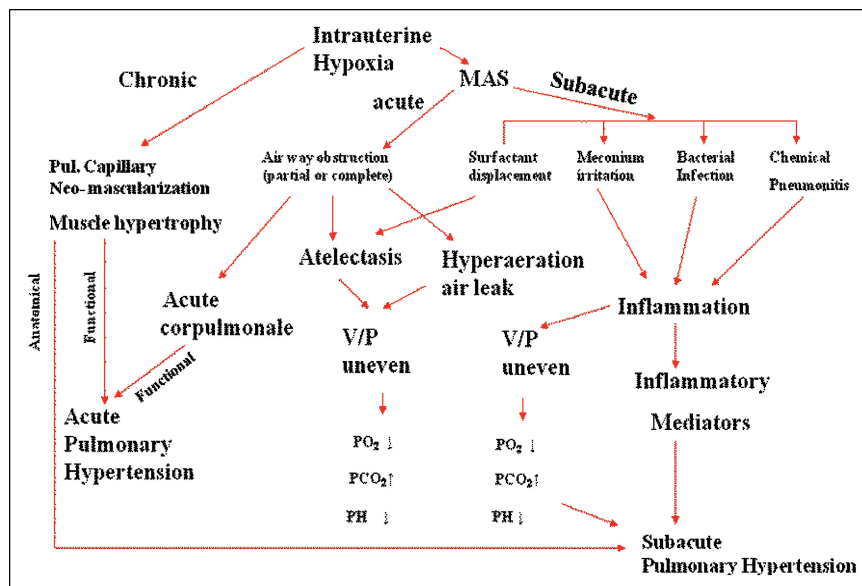 Intrauterine
Hypoxia
Chronic
MAS
Subacute
acute
Pul. Capillary
Neo-mascularization
Muscle hypertrophy
Air way obstruction
(partial or complete)
Surfactant
displacement
Meconium
irritation
Bacterial
Infection
Chemical
Pneumonitis
Atelectasis
Hyperaeration
air leak
Anatomical
Functional
Acute
corpulmonale
Functional
Inflammation
V/P
uneven
V/P
uneven
Inflammatory
Mediators
Acute
Pulmonary
Hypertension
PO₂ ↓
PCO₂↑
PH ↓
PO₂ ↓
PCO₂↑
PH ↓
Subacute
Pulmonary Hypertension